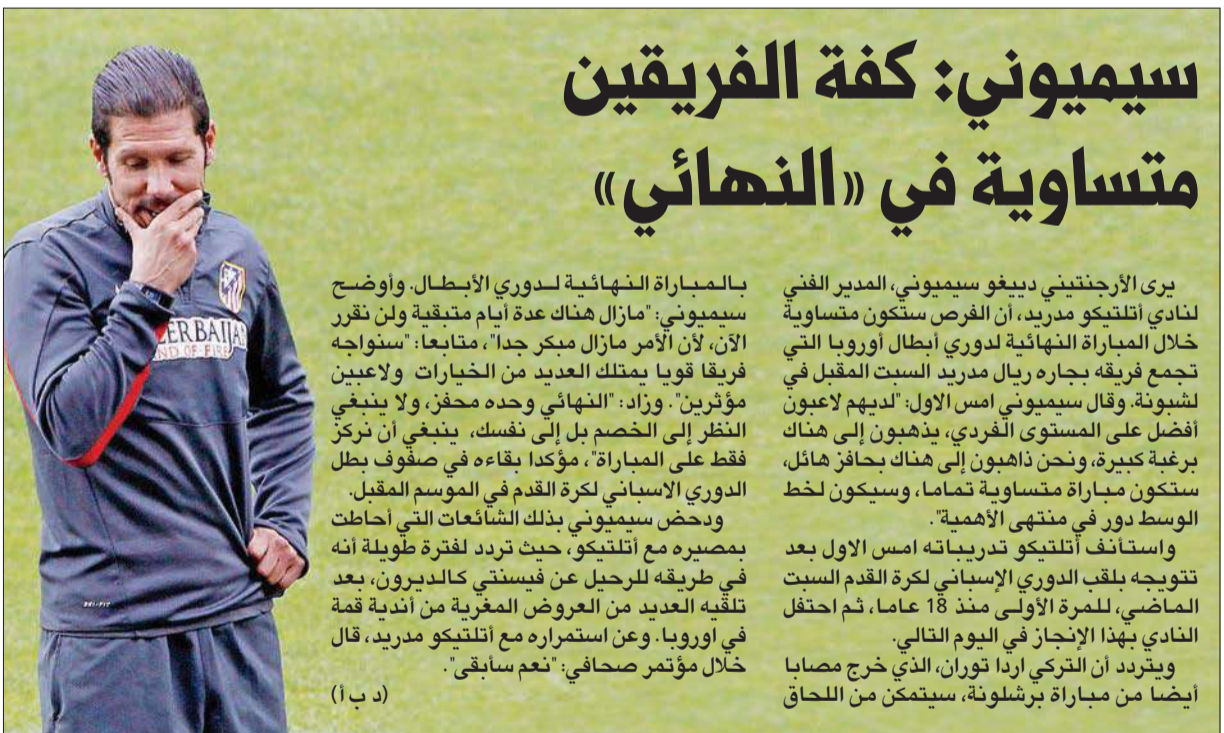 سيميوني: كفة الفريقين
متساوية في «النهائي»
يرى الأرجنتيني دييغو سيميوني، المدير الفني
لنادي أتلتيكو مدريد، أن الفرص ستكون متساوية
خلال المباراة النهائية لدوري أبطال أوروبا التي
تجمع فريقه بجاره ريال مدريد السبت المقبل في
لشبونة. وقال سيميوني امس الاول: "لديهم لاعبون
أفضل على المستوى الفردي، يذهبون إلى هناك
برغبة كبيرة، ونحن ذاهبون إلى هناك بحافز هائل،
ستكون مباراة متساوية تماما، وسيكون لخط
الوسط دور في منتهى الأهمية".
واستأنف أتلتيكو تدريباته امس الاول بعد
تتويجه بلقب الدوري الإسباني لكرة القدم السبت
الماضي، للمرة الأولى منذ 18 عاما، ثم احتفل
النادي بهذا الإنجاز في اليوم التالي.
ويتردد أن التركي اردا توران، الذي خرج مصابا
أيضا من مباراة برشلونة، سيتمكن من اللحاق
بالمباراة النهائية لدوري الأبطال. وأوضح
سيميوني: "مازال هناك عدة أيام متبقية ولن نقرر
الآن، لأن الأمر مازال مبكر جدا"، متابعا: "سنواجه
فريقا قويا يمتلك العديد من الخيارات ولاعبين
مؤثرين". وزاد: "النهائي وحده محفز، ولا ينبغي
النظر إلى الخصم بل إلى نفسك، ينبغي أن نركز
فقط على المباراة"، مؤكدا بقاءه في صفوف بطل
الدوري الاسباني لكرة القدم في الموسم المقبل.
ودحض سيميوني بذلك الشائعات التي أحاطت
بمصيره مع أتلتيكو، حيث تردد لفترة طويلة أنه
في طريقه للرحيل عن فيسنتي كالديرون، بعد
تلقيه العديد من العروض المغرية من أندية قمة
في اوروبا. وعن استمراره مع أتلتيكو مدريد، قال
خلال مؤتمر صحافي: "نعم سأبقى".
(د ب أ)
ZERBAIJAN
AND OF FIRE
DRI-FIT